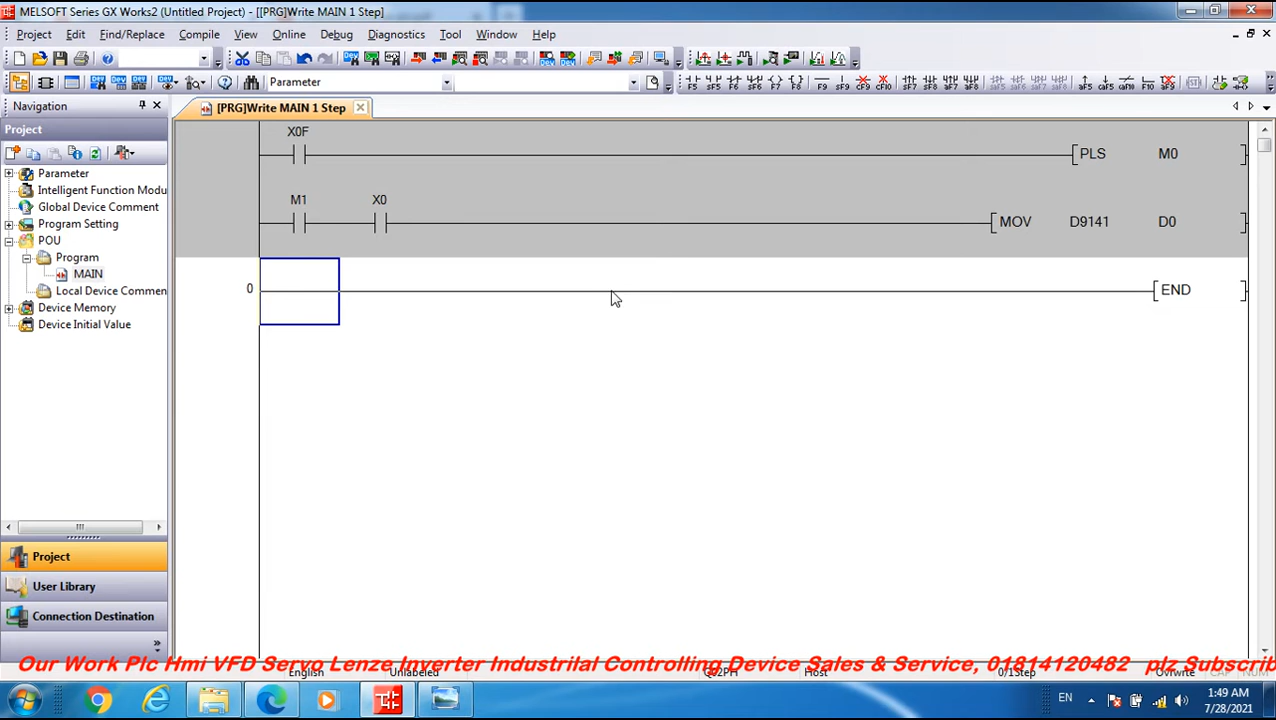 MELSOFT Series GX Works2 (Untitled Project) - [[PRG]Write MAIN 1 Step]
Project Edit Find/Replace Compile View Online Debug Diagnostics Tool Window Help
Parameter
Navigation
[PRG]Write MAIN 1 Step
Project
Parameter
Intelligent Function Modu
Global Device Comment
Program Setting
POU
Program
MAIN
Local Device Commen
Device Memory
Device Initial Value
X0F
PLS M0
M1 X0
MOV D9141 D0
0
END
Project
User Library
Connection Destination
Our Work Plc Hmi VFD Servo Lenze Inverter Industrilal Controlling Device Sales & Service, 01814120482 plz Subscrib
English Unlabeled Q02PH Host 0/1Step Ovrwrte CAP NUM
EN
1:49 AM
7/28/2021